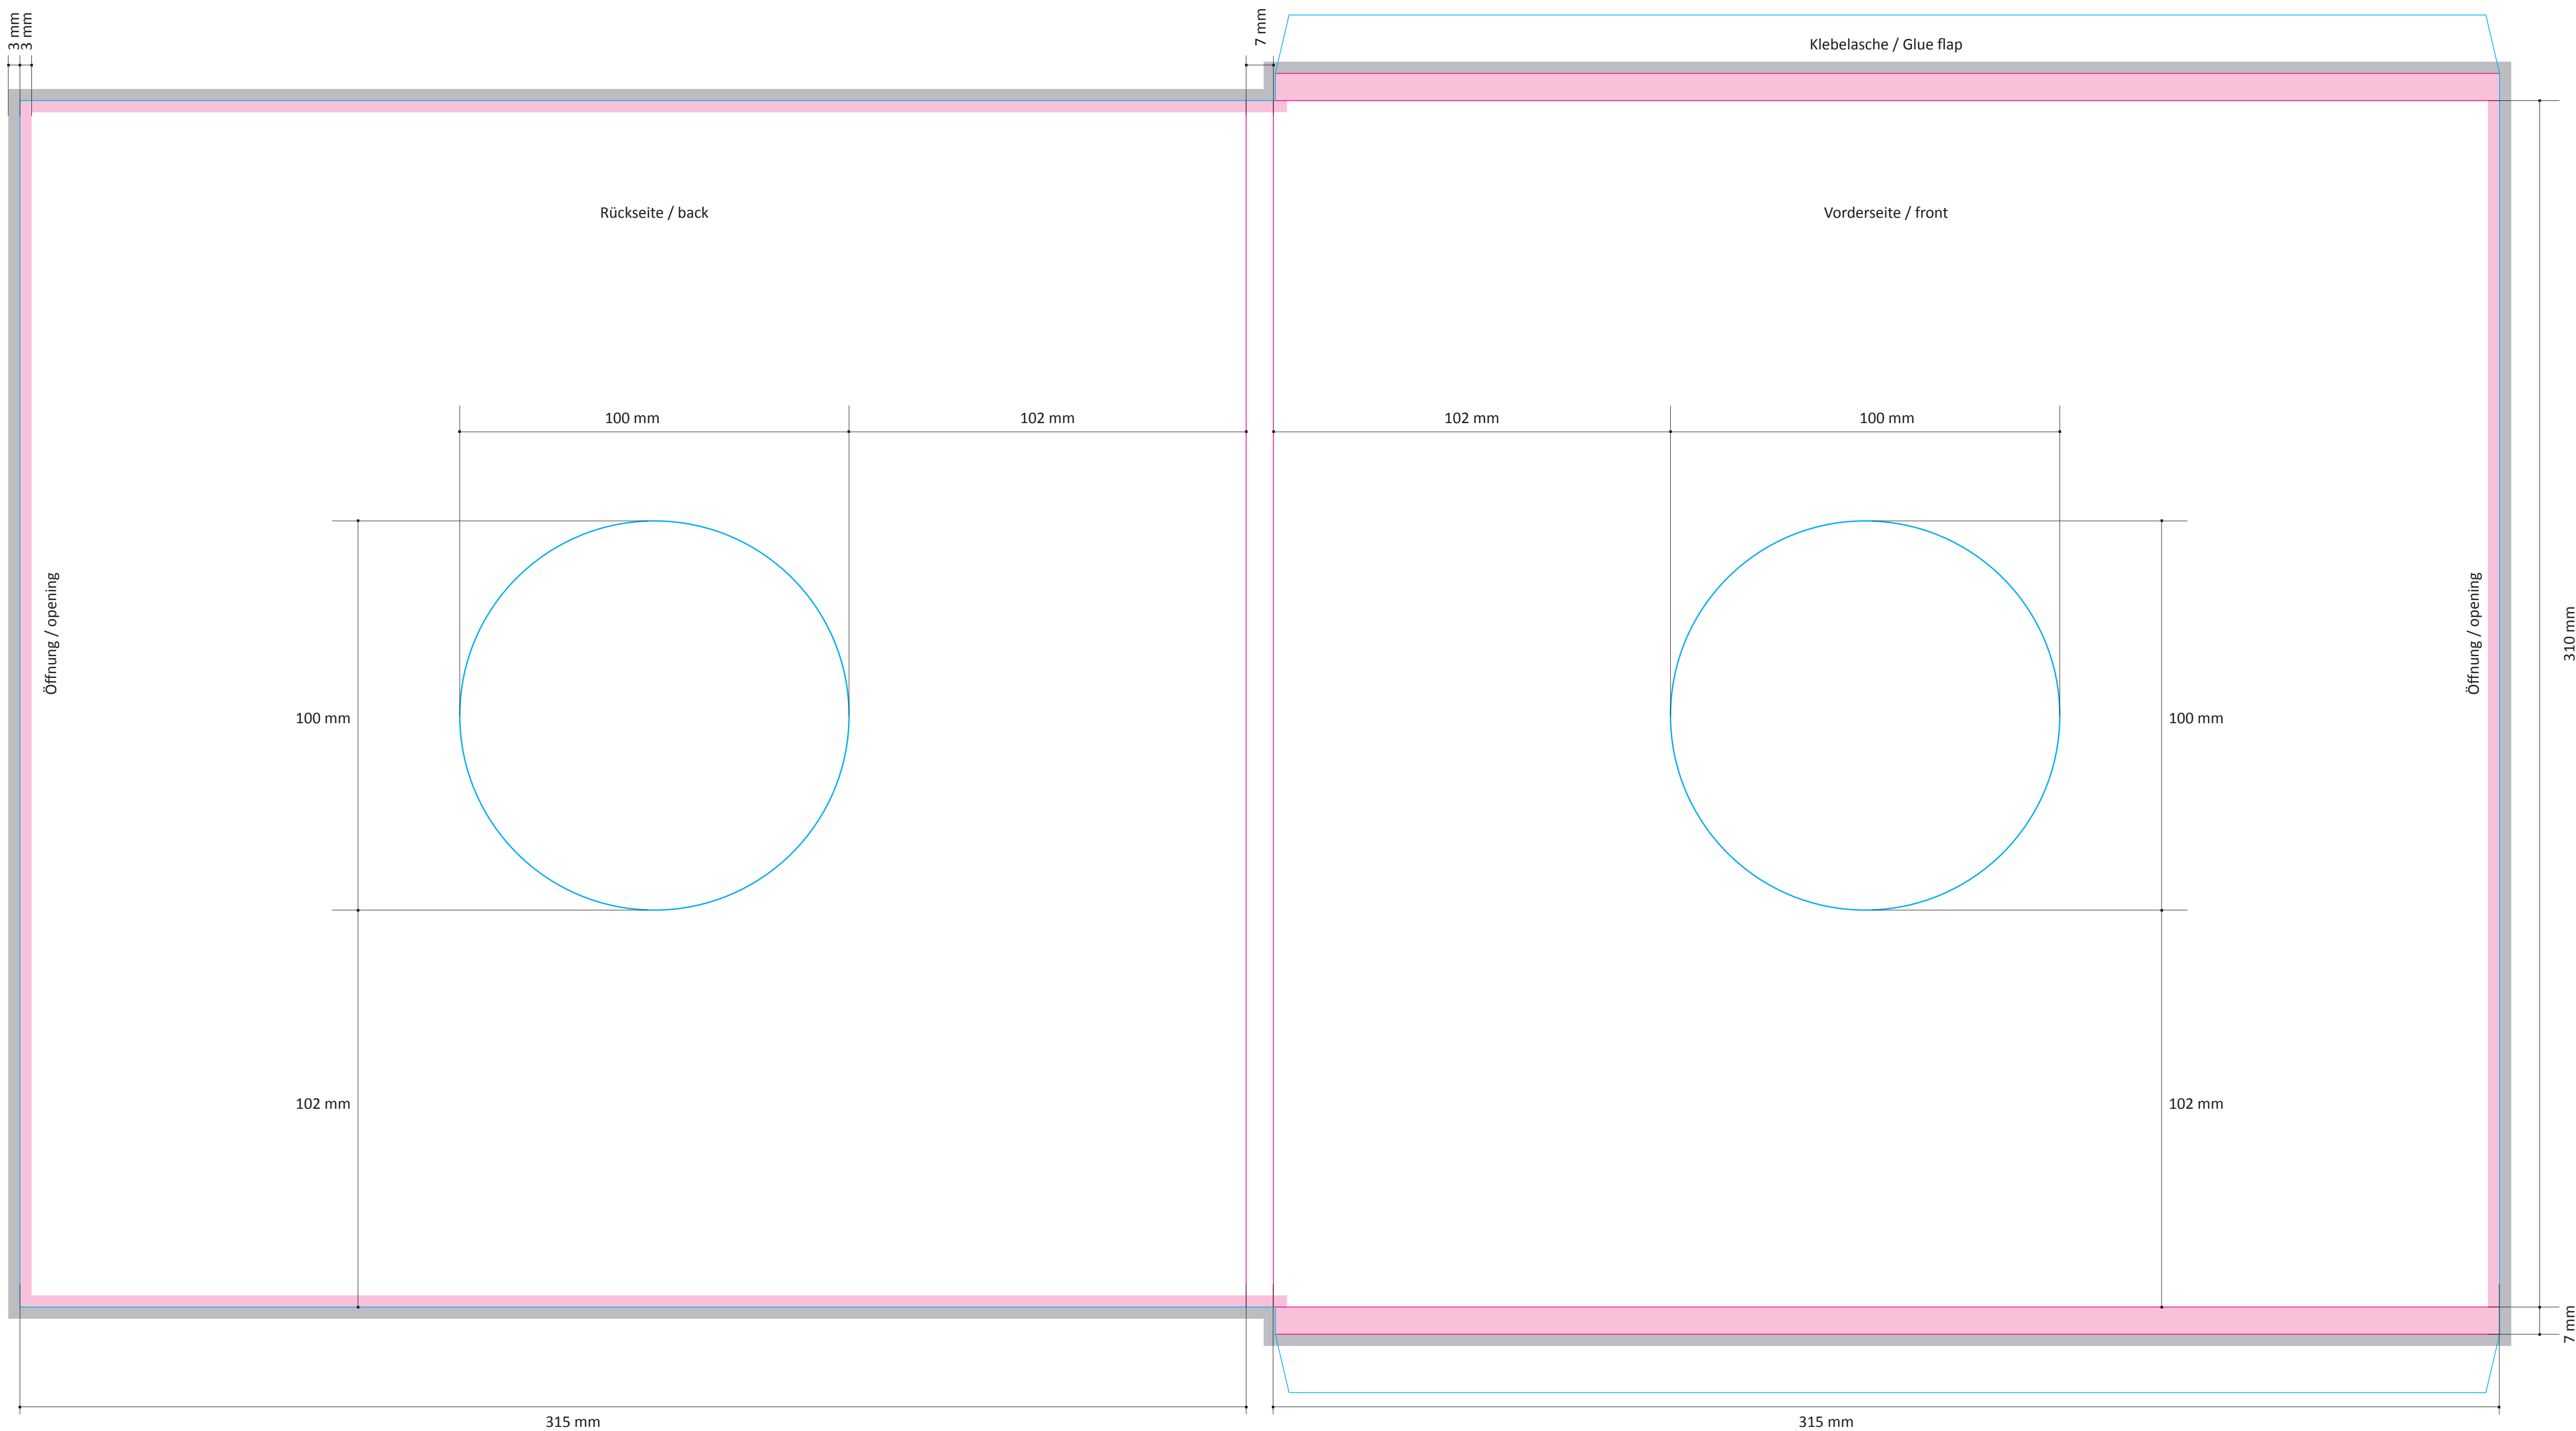 3 mm
3 mm
7 mm
Klebelasche / Glue flap
Rückseite / back
Vorderseite / front
100 mm
102 mm
102 mm
100 mm
Öffnung / opening
Öffnung / opening
310 mm
100 mm
100 mm
102 mm
102 mm
7 mm
315 mm
315 mm